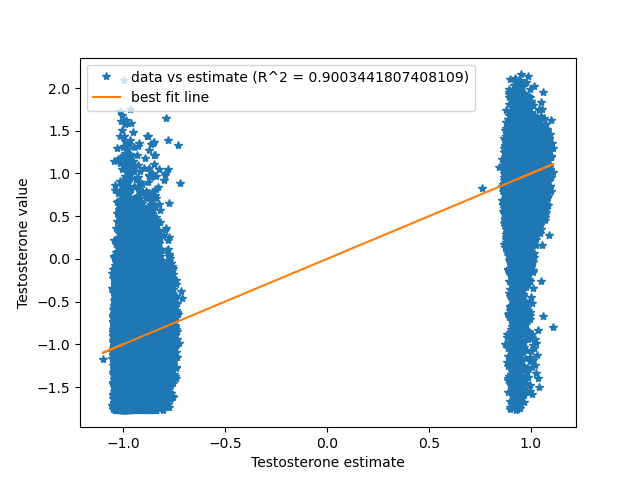 data vs estimate (R^2 = 0.9003441807408109)
best fit line
2.0
1.5
1.0
0.5
0.0
−0.5
−1.0
−1.5
Testosterone value
−1.0 −0.5 0.0 0.5 1.0
Testosterone estimate